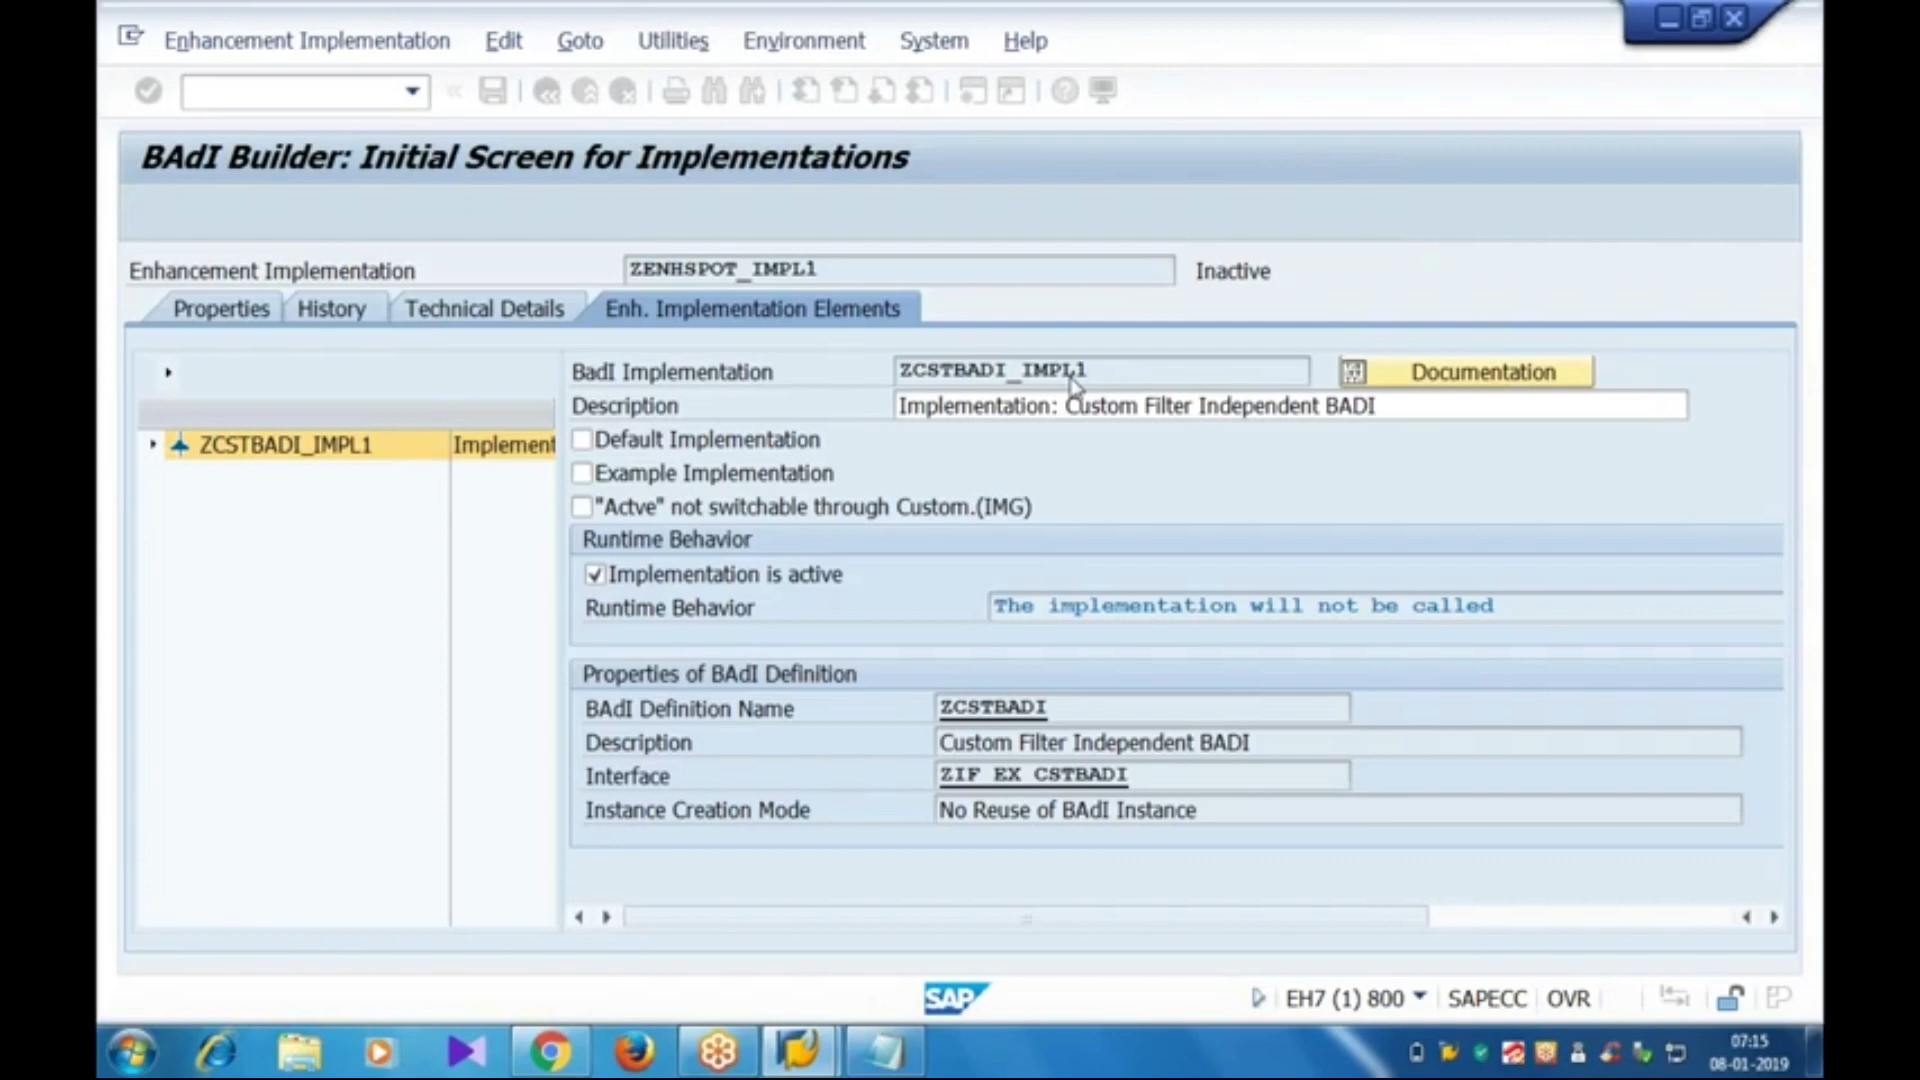 Enhancement Implementation Edit Goto Utilities Environment System Help
BAdI Builder: Initial Screen for Implementations
Enhancement Implementation ZENHSPOT_IMPL1 Inactive
Properties History Technical Details Enh. Implementation Elements
BadI Implementation ZCSTBADI_IMPL1 Documentation
Description Implementation: Custom Filter Independent BADI
ZCSTBADI_IMPL1 Implement
Default Implementation
Example Implementation
"Actve" not switchable through Custom.(IMG)
Runtime Behavior
Implementation is active
Runtime Behavior The implementation will not be called
Properties of BAdI Definition
BAdI Definition Name ZCSTBADI
Description Custom Filter Independent BADI
Interface ZIF_EX_CSTBADI
Instance Creation Mode No Reuse of BAdI Instance
SAP EH7 (1) 800 SAPECC OVR
07:15
08-01-2019